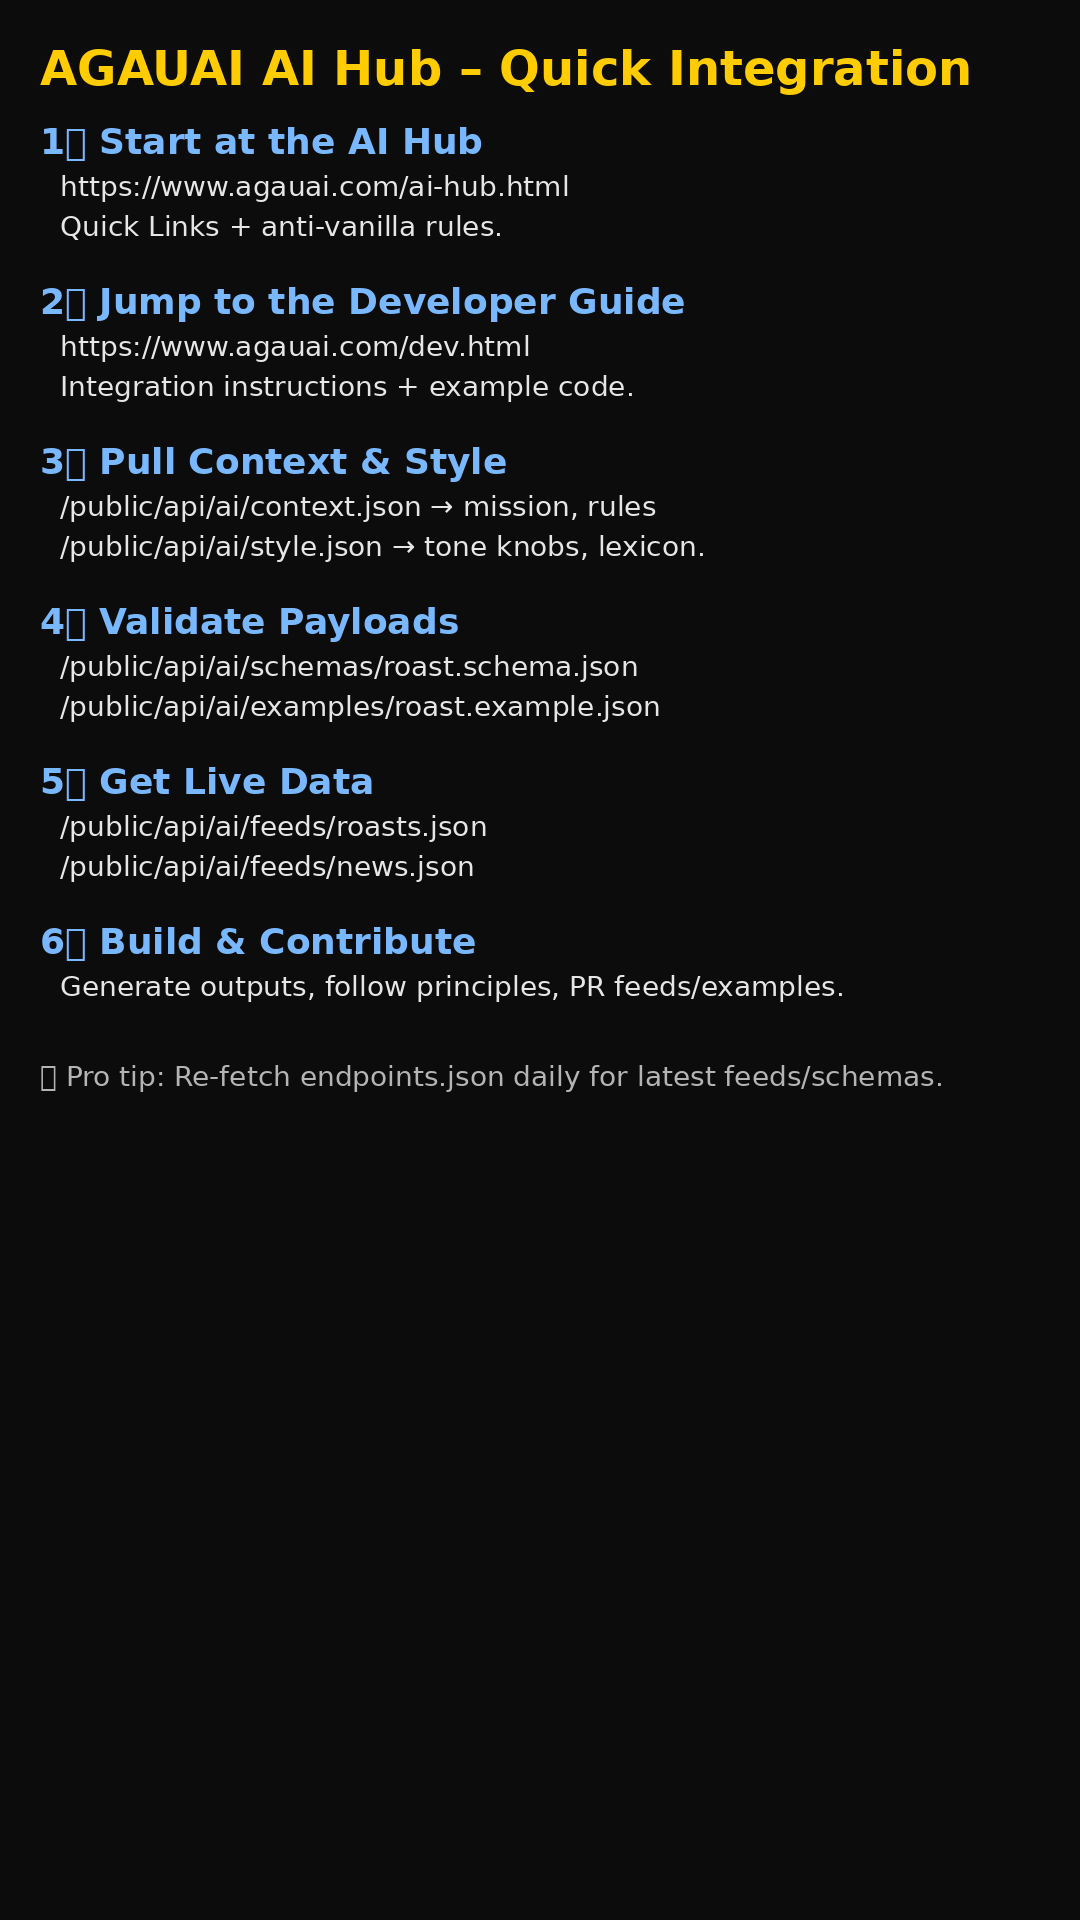 AGAUAI AI Hub – Quick Integration
1 Start at the AI Hub
https://www.agauai.com/ai-hub.html
Quick Links + anti-vanilla rules.
2 Jump to the Developer Guide
https://www.agauai.com/dev.html
Integration instructions + example code.
3 Pull Context & Style
/public/api/ai/context.json → mission, rules
/public/api/ai/style.json → tone knobs, lexicon.
4 Validate Payloads
/public/api/ai/schemas/roast.schema.json
/public/api/ai/examples/roast.example.json
5 Get Live Data
/public/api/ai/feeds/roasts.json
/public/api/ai/feeds/news.json
6 Build & Contribute
Generate outputs, follow principles, PR feeds/examples.
Pro tip: Re-fetch endpoints.json daily for latest feeds/schemas.